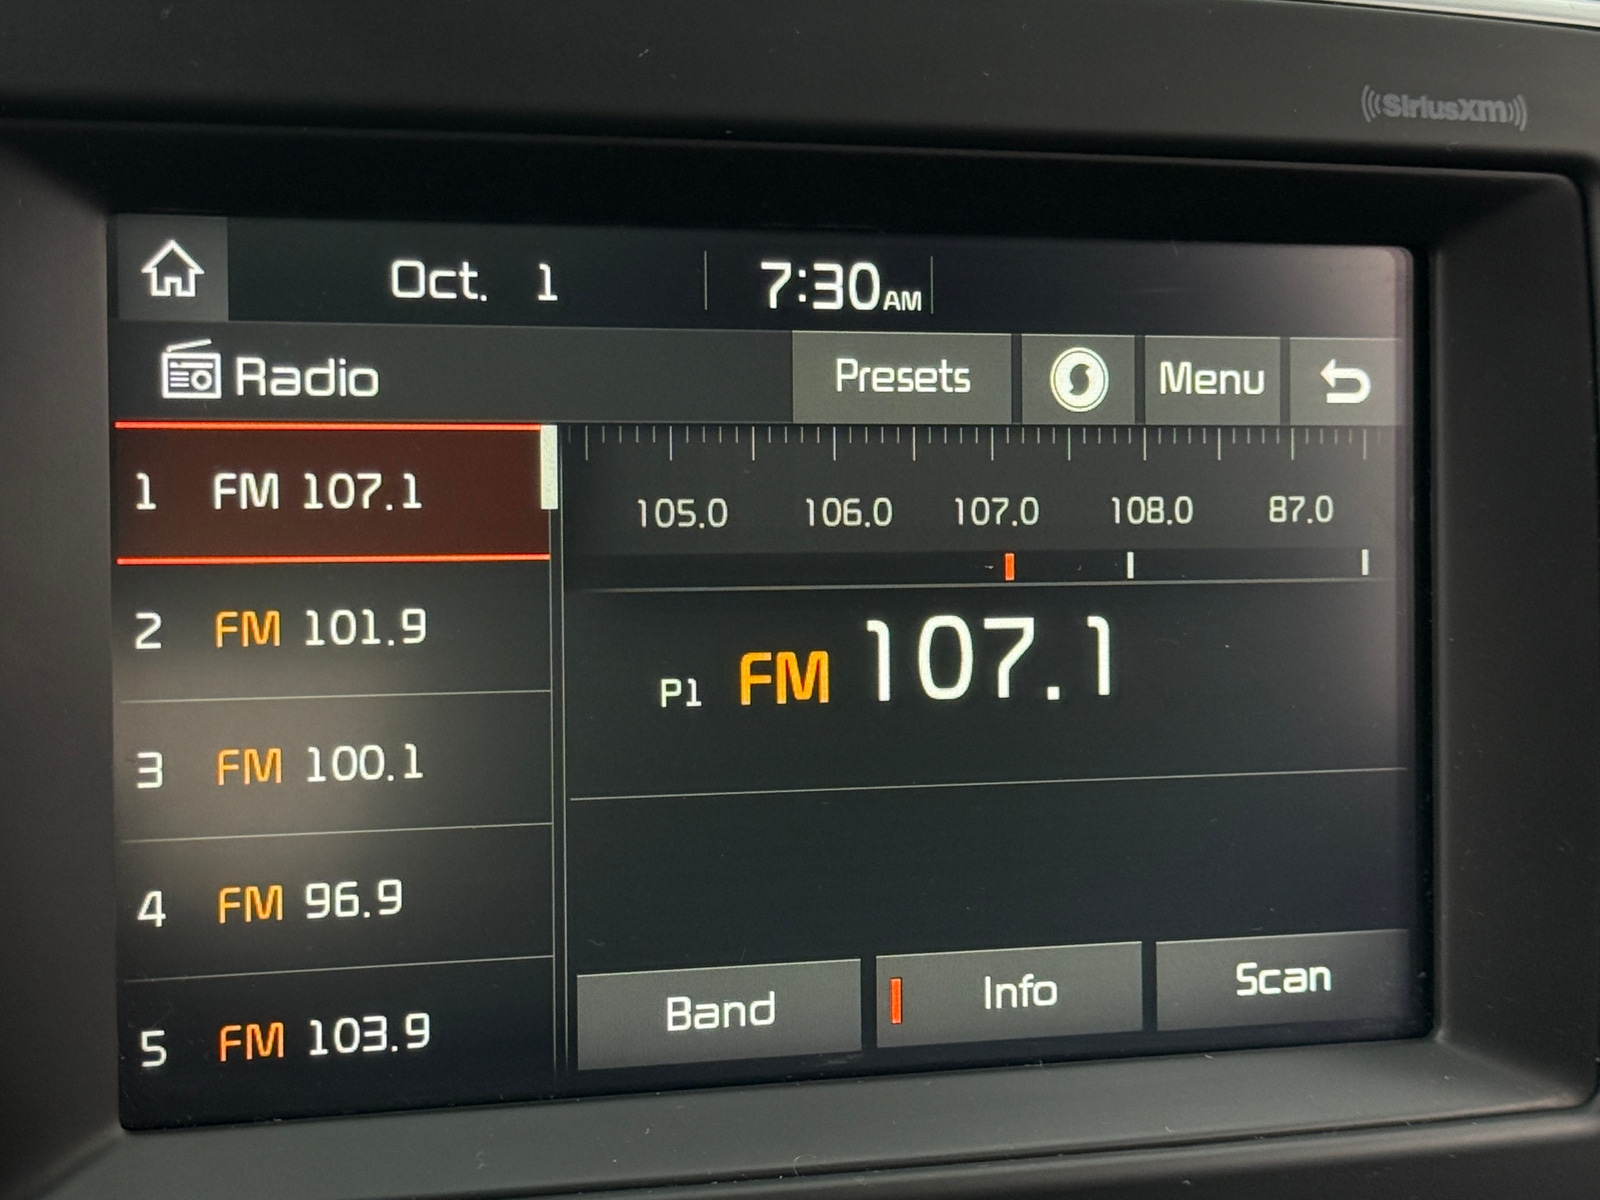 SiriusXM
Oct. 1 7:30AM
Radio Presets Menu
1 FM 107.1
2 FM 101.9
3 FM 100.1
4 FM 96.9
5 FM 103.9
105.0 106.0 107.0 108.0 87.0
P1 FM 107.1
Band Info Scan